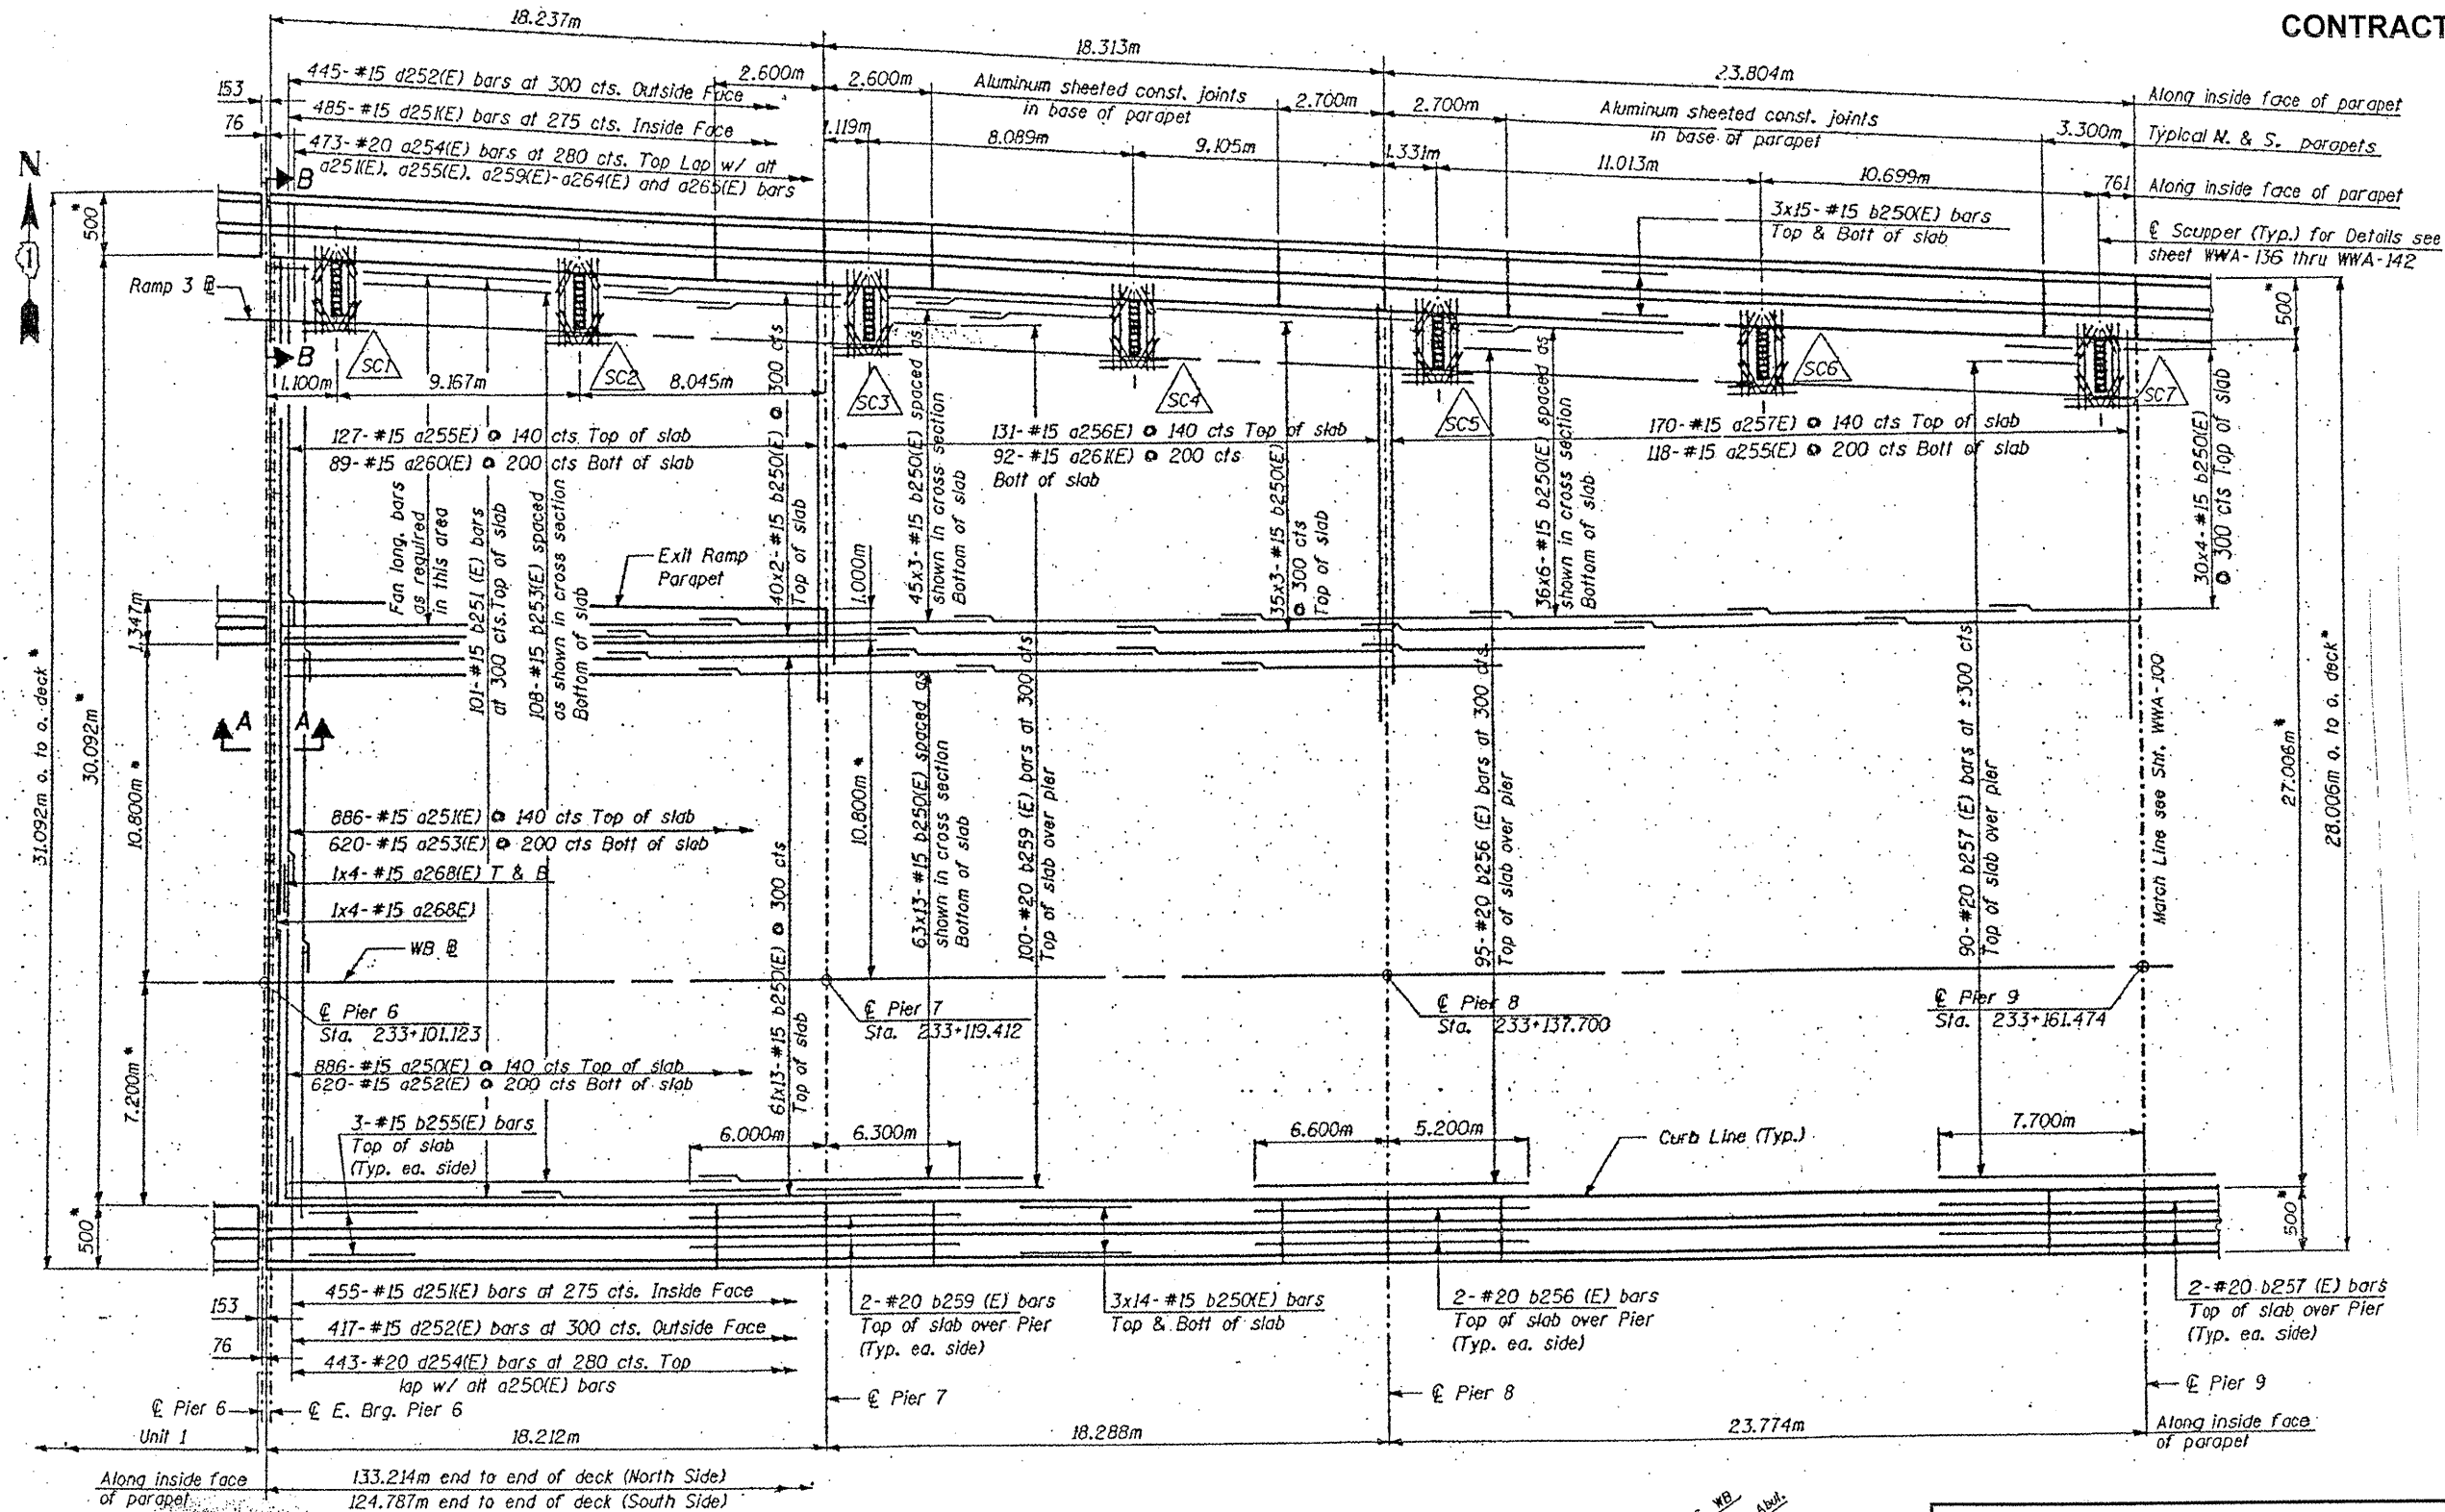 CONTRACT
18.237m
18.313m
23.804m
445-#15 d252(E) bars at 300 cts. Outside Face
485-#15 d251(E) bars at 275 cts. Inside Face
473-#20 a254(E) bars at 280 cts. Top Lap w/ alt
a251(E), a255(E), a259(E)-a264(E) and a265(E) bars
153
76
2.600m
2.600m
Aluminum sheeted const. joints
in base of parapet
2.700m
2.700m
Aluminum sheeted const. joints
in base of parapet
3.300m
Along inside face of parapet
Typical N. & S. parapets
1.119m
8.089m
9.105m
1.331m
11.013m
10.699m
761
Along inside face of parapet
3x15-#15 b250(E) bars
Top & Bott of slab
℄ Scupper (Typ.) for Details see
sheet WWA-136 thru WWA-142
N
1
B
B
500*
500*
Ramp 3 ℄
1.100m
9.167m
8.045m
SC1
SC2
SC3
SC4
SC5
SC6
SC7
127-#15 a255E) @ 140 cts Top of slab
89-#15 a260(E) @ 200 cts Bott of slab
131-#15 a256E) @ 140 cts Top of slab
92-#15 a261(E) @ 200 cts
Bott of slab
170-#15 a257E) @ 140 cts Top of slab
118-#15 a255(E) @ 200 cts Bott of slab
Fan long. bars
as required
in this area
101-#15 b251 (E) bars
at 300 cts.Top of slab
108-#15 b253(E) spaced
as shown in cross section
Bottom of slab
40x2-#15 b250(E) @ 300 cts
Top of slab
45x3-#15 b250(E) spaced as
shown in cross section
Bottom of slab
35x3-#15 b250(E)
@ 300 cts
Top of slab
36x6-#15 b250(E) spaced as
shown in cross section
Bottom of slab
30x4-#15 b250(E)
@ 300 cts Top of slab
Exit Ramp
Parapet
1.000m
1.347m
31.092m o. to o. deck*
30.092m*
10.800m*
7.200m*
500*
A
A
10.800m*
61x13-#15 b250(E) @ 300 cts
Top of slab
63x13-#15 b250(E) spaced as
shown in cross section
Bottom of slab
100-#20 b259 (E) bars at 300 cts
Top of slab over pier
95-#20 b256 (E) bars at 300 cts.
Top of slab over pier
90-#20 b257 (E) bars at ±300 cts
Top of slab over pier
Match Line see Sht. WWA-100
27.006m*
28.006m o. to o. deck*
886-#15 a251(E) @ 140 cts Top of slab
620-#15 a253(E) @ 200 cts Bott of slab
1x4-#15 a268(E) T & B
1x4-#15 a268E)
WB ℄
℄ Pier 6
Sta. 233+101.123
℄ Pier 7
Sta. 233+119.412
℄ Pier 8
Sta. 233+137.700
℄ Pier 9
Sta. 233+161.474
886-#15 a250(E) @ 140 cts Top of slab
620-#15 a252(E) @ 200 cts Bott of slab
3-#15 b255(E) bars
Top of slab
(Typ. ea. side)
6.000m
6.300m
6.600m
5.200m
Curb Line (Typ.)
7.700m
500*
455-#15 d251(E) bars at 275 cts. Inside Face
417-#15 d252(E) bars at 300 cts. Outside Face
443-#20 d254(E) bars at 280 cts. Top
lap w/ alt a250(E) bars
153
76
2-#20 b259 (E) bars
Top of slab over Pier
(Typ. ea. side)
3x14-#15 b250(E) bars
Top & Bott of slab
2-#20 b256 (E) bars
Top of slab over Pier
(Typ. ea. side)
2-#20 b257 (E) bars
Top of slab over Pier
(Typ. ea. side)
℄ Pier 6
℄ E. Brg. Pier 6
℄ Pier 7
℄ Pier 8
℄ Pier 9
Unit 1
18.212m
18.288m
23.774m
Along inside face
of parapet
Along inside face
of parapet
133.214m end to end of deck (North Side)
124.787m end to end of deck (South Side)
WB
Abut.